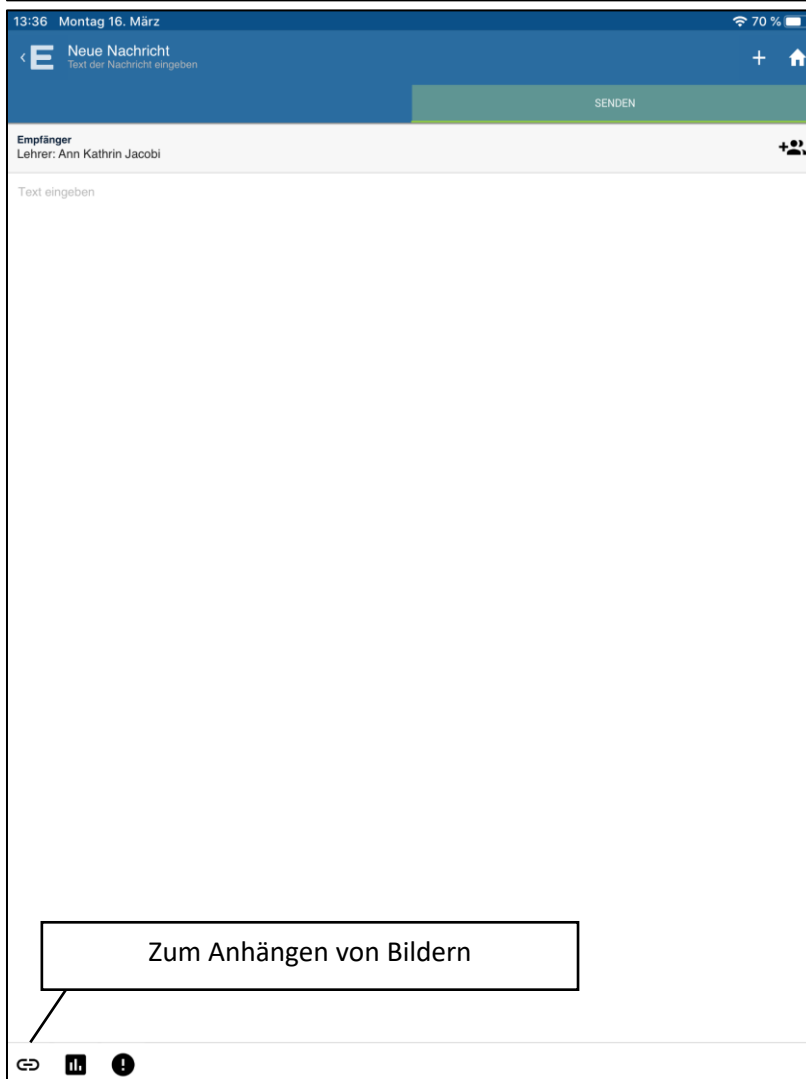 13:36 Montag 16. März 70 %
E Neue Nachricht
Text der Nachricht eingeben
SENDEN
Empfänger
Lehrer: Ann Kathrin Jacobi
Text eingeben
Zum Anhängen von Bildern